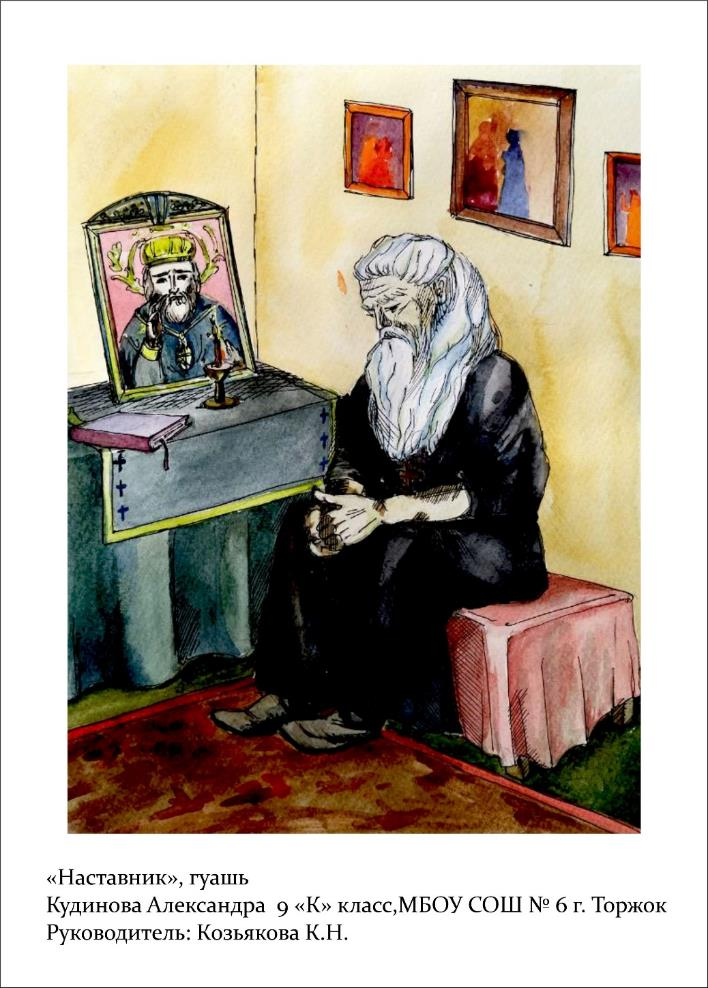 «Наставник», гуашь
Кудинова Александра 9 «К» класс,МБОУ СОШ № 6 г. Торжок
Руководитель: Козьякова К.Н.